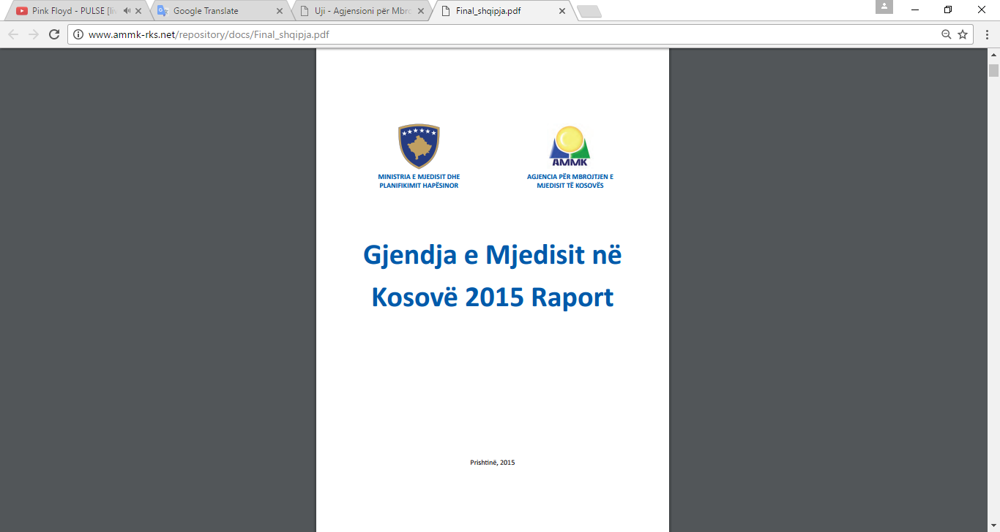 Pink Floyd - PULSE [liv
Google Translate
Uji - Agjensioni për Mbro
Final_shqipja.pdf
www.ammk-rks.net/repository/docs/Final_shqipja.pdf
AMMK
MINISTRIA E MJEDISIT DHE
PLANIFIKIMIT HAPËSINOR
AGJENCIA PËR MBROJTJEN E
MJEDISIT TË KOSOVËS
Gjendja e Mjedisit në
Kosovë 2015 Raport
Prishtinë, 2015